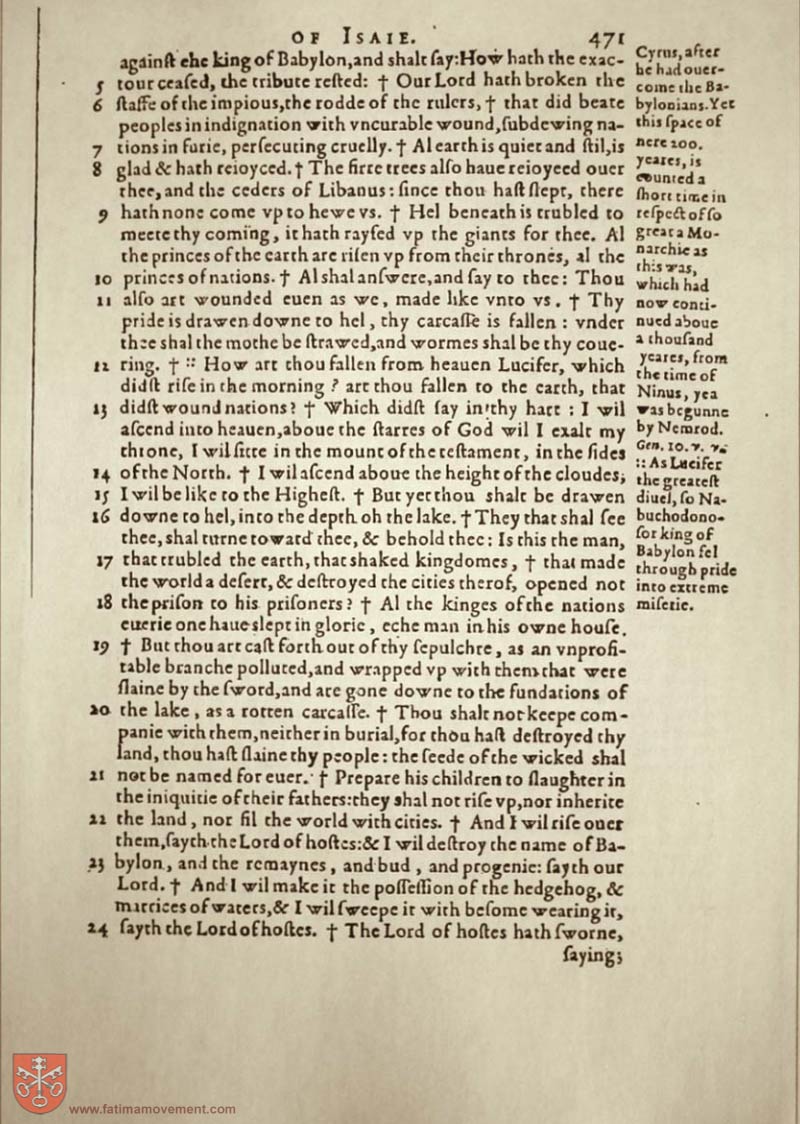 OF ISAIE. 471
againſt ehe king of Babylon,and shalt ſay:How hath the exac-
5 tour ceaſed, the tribute reſted: † Our Lord hath broken the
6 ſtaffe of the impious,the rodde of the rulers, † that did beate
peoples in indignation with vncurable wound,ſubdewing na-
7 tions in furie, perſecuting cruelly. † Al earth is quiet and ſtil,is
8 glad & hath reioyced. † The firre trees alſo haue reioyeed ouer
thee,and the ceders of Libanus: ſince thou haſt ſlept, there
9 hath none come vp to hewe vs. † Hel beneath is trubled to
meete thy coming, it hath rayſed vp the giants for thee. Al
the princes of the earth are riſen vp from their thrones, al the
10 princes of nations. † Al shal anſwere,and ſay to thee: Thou
11 alſo art wounded euen as we, made like vnto vs. † Thy
pride is drawen downe to hel, thy carcaſſe is fallen: vnder
thee shal the mothe be ſtrawed,and wormes shal be thy coue-
12 ring. † :: How art thou fallen from heauen Lucifer, which
didſt riſe in the morning? art thou fallen to the earth, that
13 didſt wound nations? † Which didſt ſay in thy hart: I wil
aſcend into heauen,aboue the ſtarres of God wil I exalt my
throne, I wil ſitte in the mount of the teſtament, in the ſides
14 of the North. † I wil aſcend aboue the height of the cloudes;
15 I wil be like to the Higheſt. † But yet thou shalt be drawen
16 downe to hel, into the depth oh the lake. † They that shal ſee
thee, shal turne toward thee, & behold thee: Is this the man,
17 that trubled the earth, that shaked kingdomes, † that made
the world a deſert, & deſtroyed the cities therof, opened not
18 the priſon to his priſoners? † Al the kinges of the nations
euerie one haue ſlept in glorie, eche man in his owne houſe.
19 † But thou art caſt forth out of thy ſepulchre, as an vnprofi-
table branche polluted,and wrapped vp with them that were
ſlaine by the ſword,and are gone downe to the fundations of
20 the lake, as a rotten carcaſſe. † Thou shalt not keepe com-
panie with them,neither in burial,for thou haſt deſtroyed thy
land, thou haſt ſlaine thy people: the ſeede of the wicked shal
21 not be named for euer. † Prepare his children to ſlaughter in
the iniquitie of their fathers:they shal not riſe vp,nor inherite
22 the land, nor fil the world with cities. † And I wil riſe ouer
them,ſayth the Lord of hoſtes:& I wil deſtroy the name of Ba-
23 bylon, and the remaynes, and bud, and progenie: ſayth our
Lord. † And I wil make it the poſſeſſion of the hedgehog, &
marrices of waters,& I wil ſweepe it with beſome wearing it,
24 ſayth the Lord of hoſtes. † The Lord of hoſtes hath ſworne,
ſaying;
Cyrus, after
he had ouer-
come the Ba-
bylonians. Yet
this ſpace of
nere 200.
yeares, is
counted a
ſhort time in
reſpect of ſo
great a Mo-
narchie as
this was,
which had
now conti-
nued aboue
a thouſand
yeares, from
the time of
Ninus, yea
was begunne
by Nemrod.
Gen. 10. v.
:: As Lucifer
the greateſt
diuel, ſo Na-
buchodono-
ſor king of
Babylon fel
through pride
into extreme
miſerie.
www.fatimamovement.com